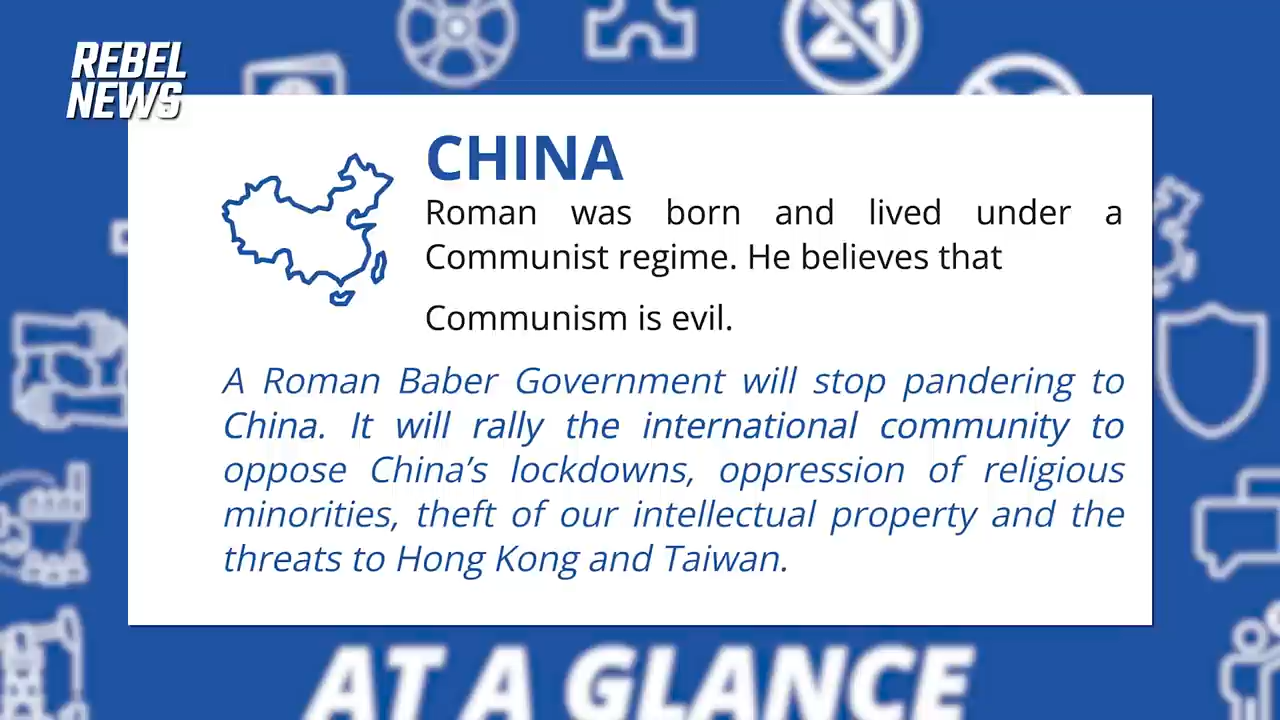 REBEL
NEWS
21
CHINA
Roman was born and lived under a
Communist regime. He believes that
Communism is evil.
A Roman Baber Government will stop pandering to
China. It will rally the international community to
oppose China’s lockdowns, oppression of religious
minorities, theft of our intellectual property and the
threats to Hong Kong and Taiwan.
AT A GLANCE